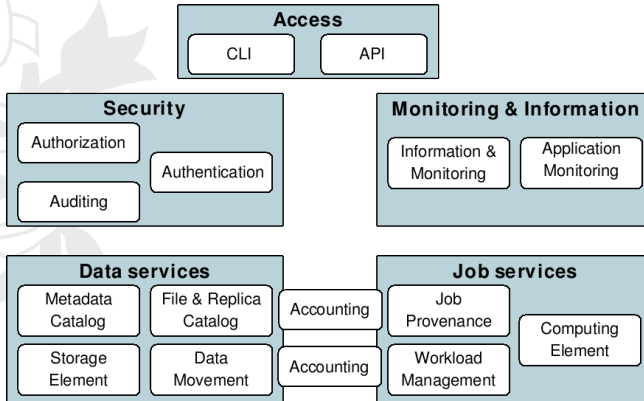 Access
CLI
API
Security
Authorization
Authentication
Auditing
Monitoring & Information
Information &
Monitoring
Application
Monitoring
Data services
Metadata
Catalog
File & Replica
Catalog
Storage
Element
Data
Movement
Accounting
Accounting
Job services
Job
Provenance
Computing
Element
Workload
Management